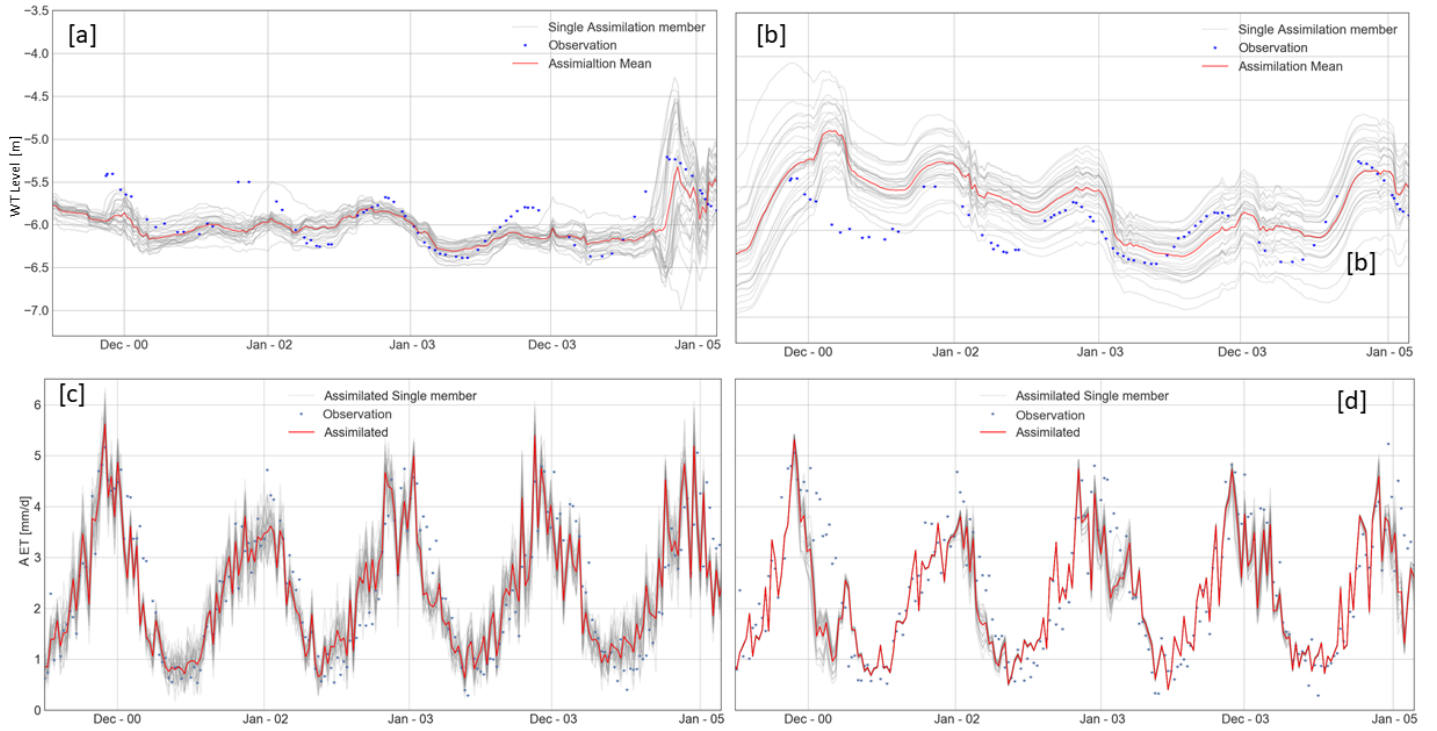 [a]
−3.5
−4.0
−4.5
−5.0
−5.5
−6.0
−6.5
−7.0
WT Level [m]
Single Assimilation member
Observation
Assimialtion Mean
Dec - 00
Jan - 02
Jan - 03
Dec - 03
Jan - 05
[b]
Single Assimilation member
Observation
Assimilation Mean
[b]
Dec - 00
Jan - 02
Jan - 03
Dec - 03
Jan - 05
[c]
6
5
4
3
2
1
0
AET [mm/d]
Assimilated Single member
Observation
Assimilated
Dec - 00
Jan - 02
Jan - 03
Dec - 03
Jan - 05
[d]
Assimilated Single member
Observation
Assimilated
Dec - 00
Jan - 02
Jan - 03
Dec - 03
Jan - 05